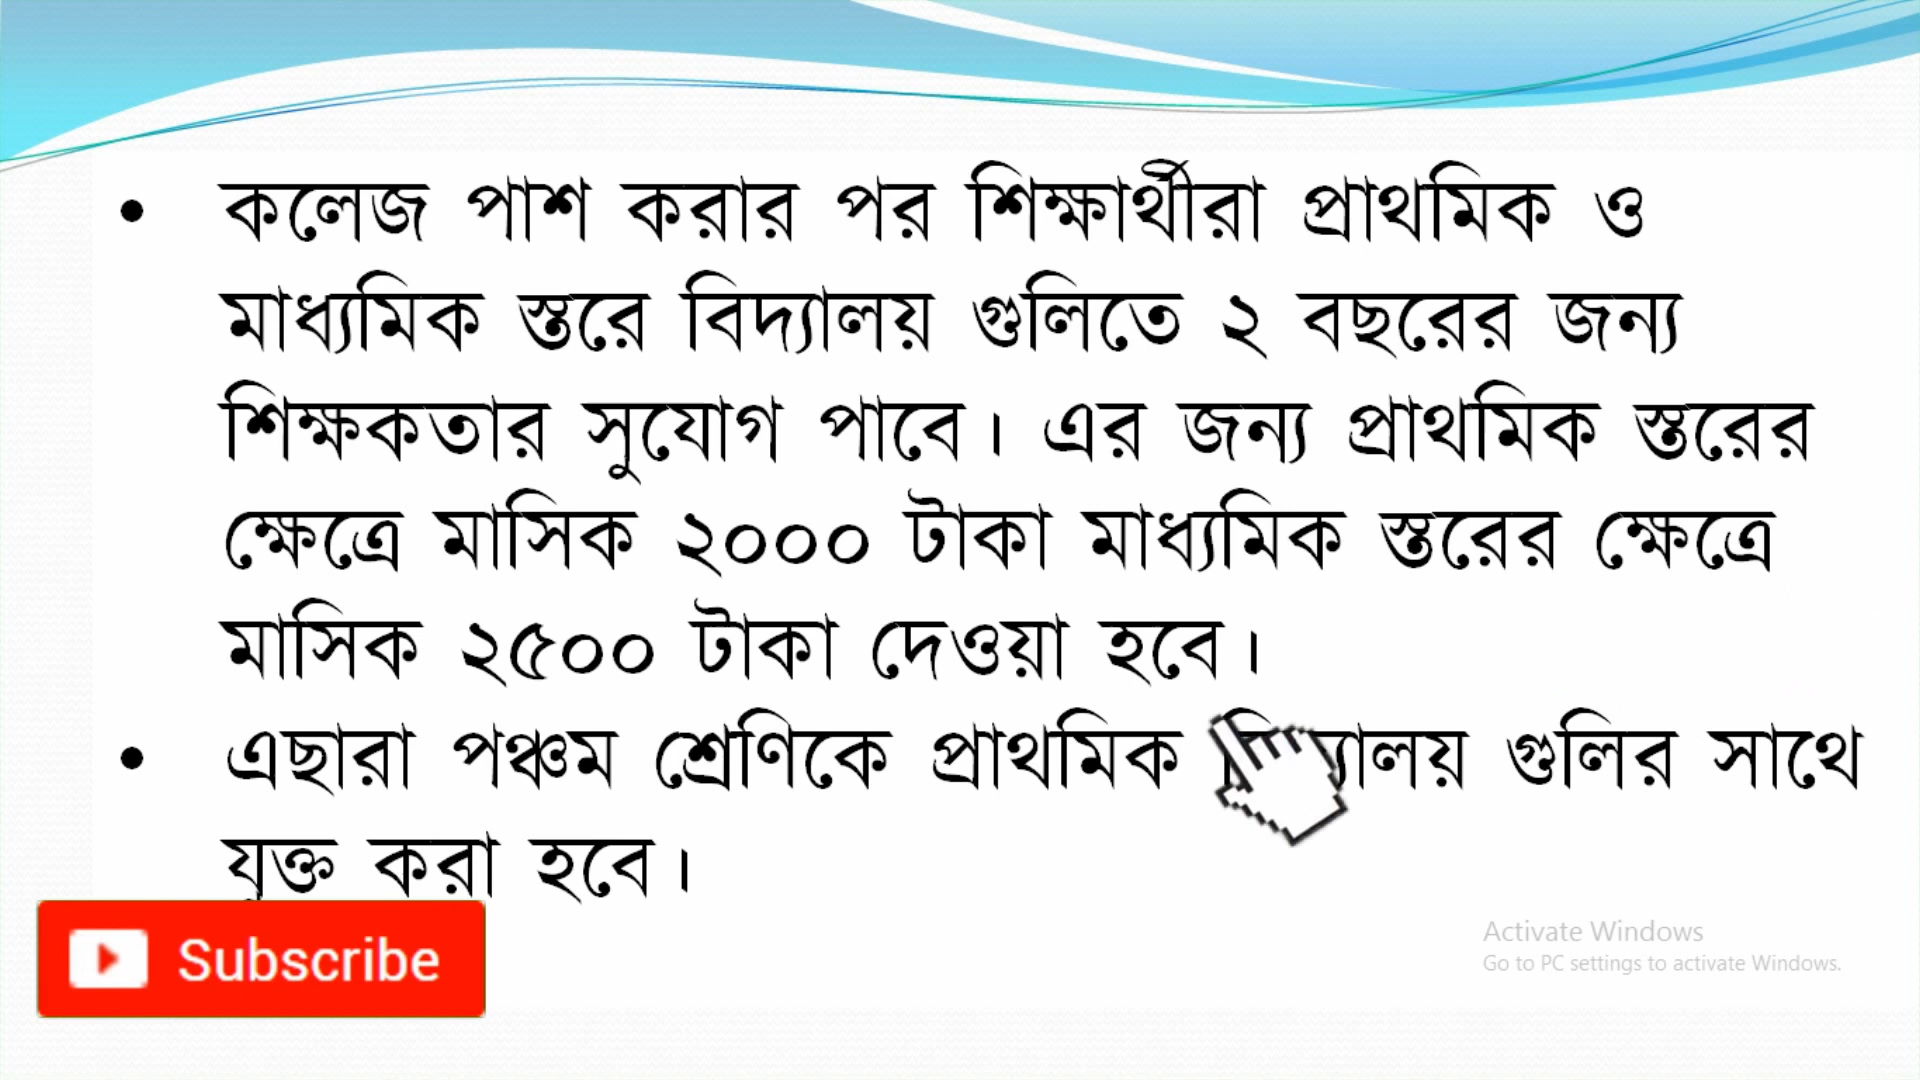 • কলেজ পাশ করার পর শিক্ষার্থীরা প্রাথমিক ও
মাধ্যমিক স্তরে বিদ্যালয় গুলিতে ২ বছরের জন্য
শিক্ষকতার সুযোগ পাবে। এর জন্য প্রাথমিক স্তরের
ক্ষেত্রে মাসিক ২০০০ টাকা মাধ্যমিক স্তরের ক্ষেত্রে
মাসিক ২৫০০ টাকা দেওয়া হবে।
• এছারা পঞ্চম শ্রেণিকে প্রাথমিক বিদ্যালয় গুলির সাথে
যুক্ত করা হবে।
Subscribe
Activate Windows
Go to PC settings to activate Windows.